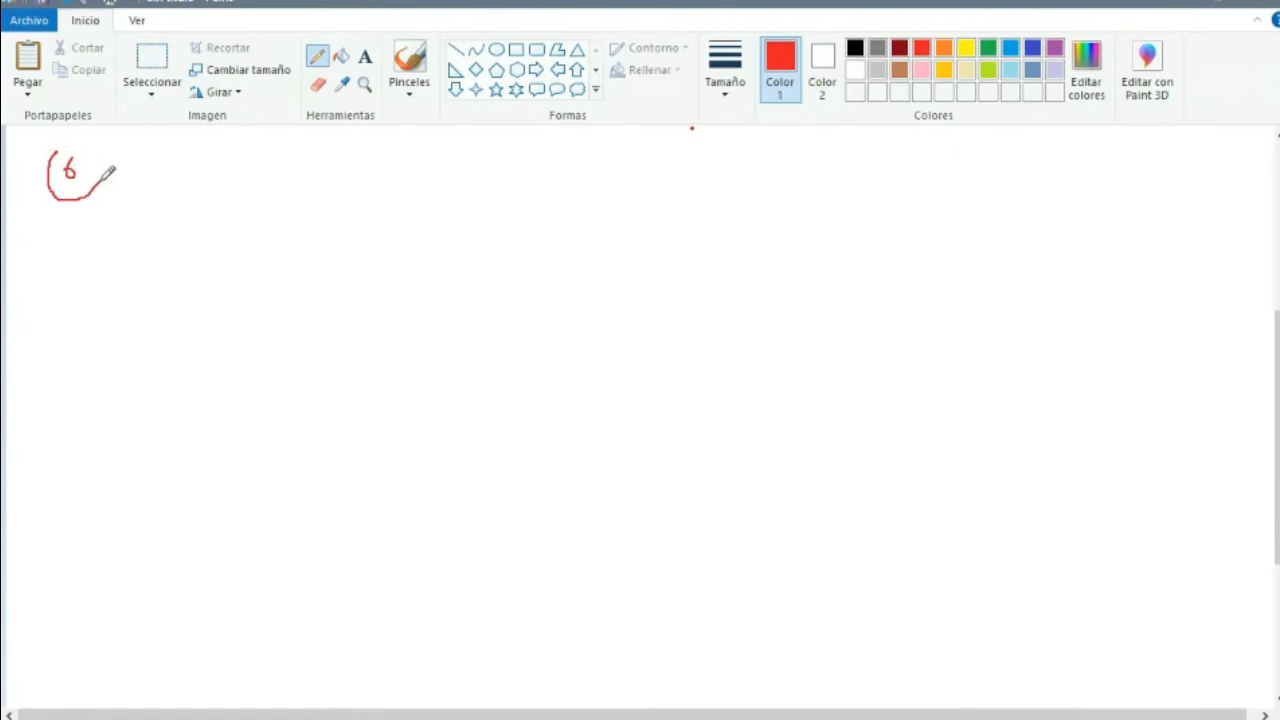 Archivo Inicio Ver
Pegar
Cortar
Copiar
Portapapeles
Seleccionar
Recortar
Cambiar tamaño
Girar
Imagen
A
Herramientas
Pinceles
Contorno
Rellenar
Formas
Tamaño
Color 1
Color 2
Colores
Editar colores
Editar con Paint 3D
6